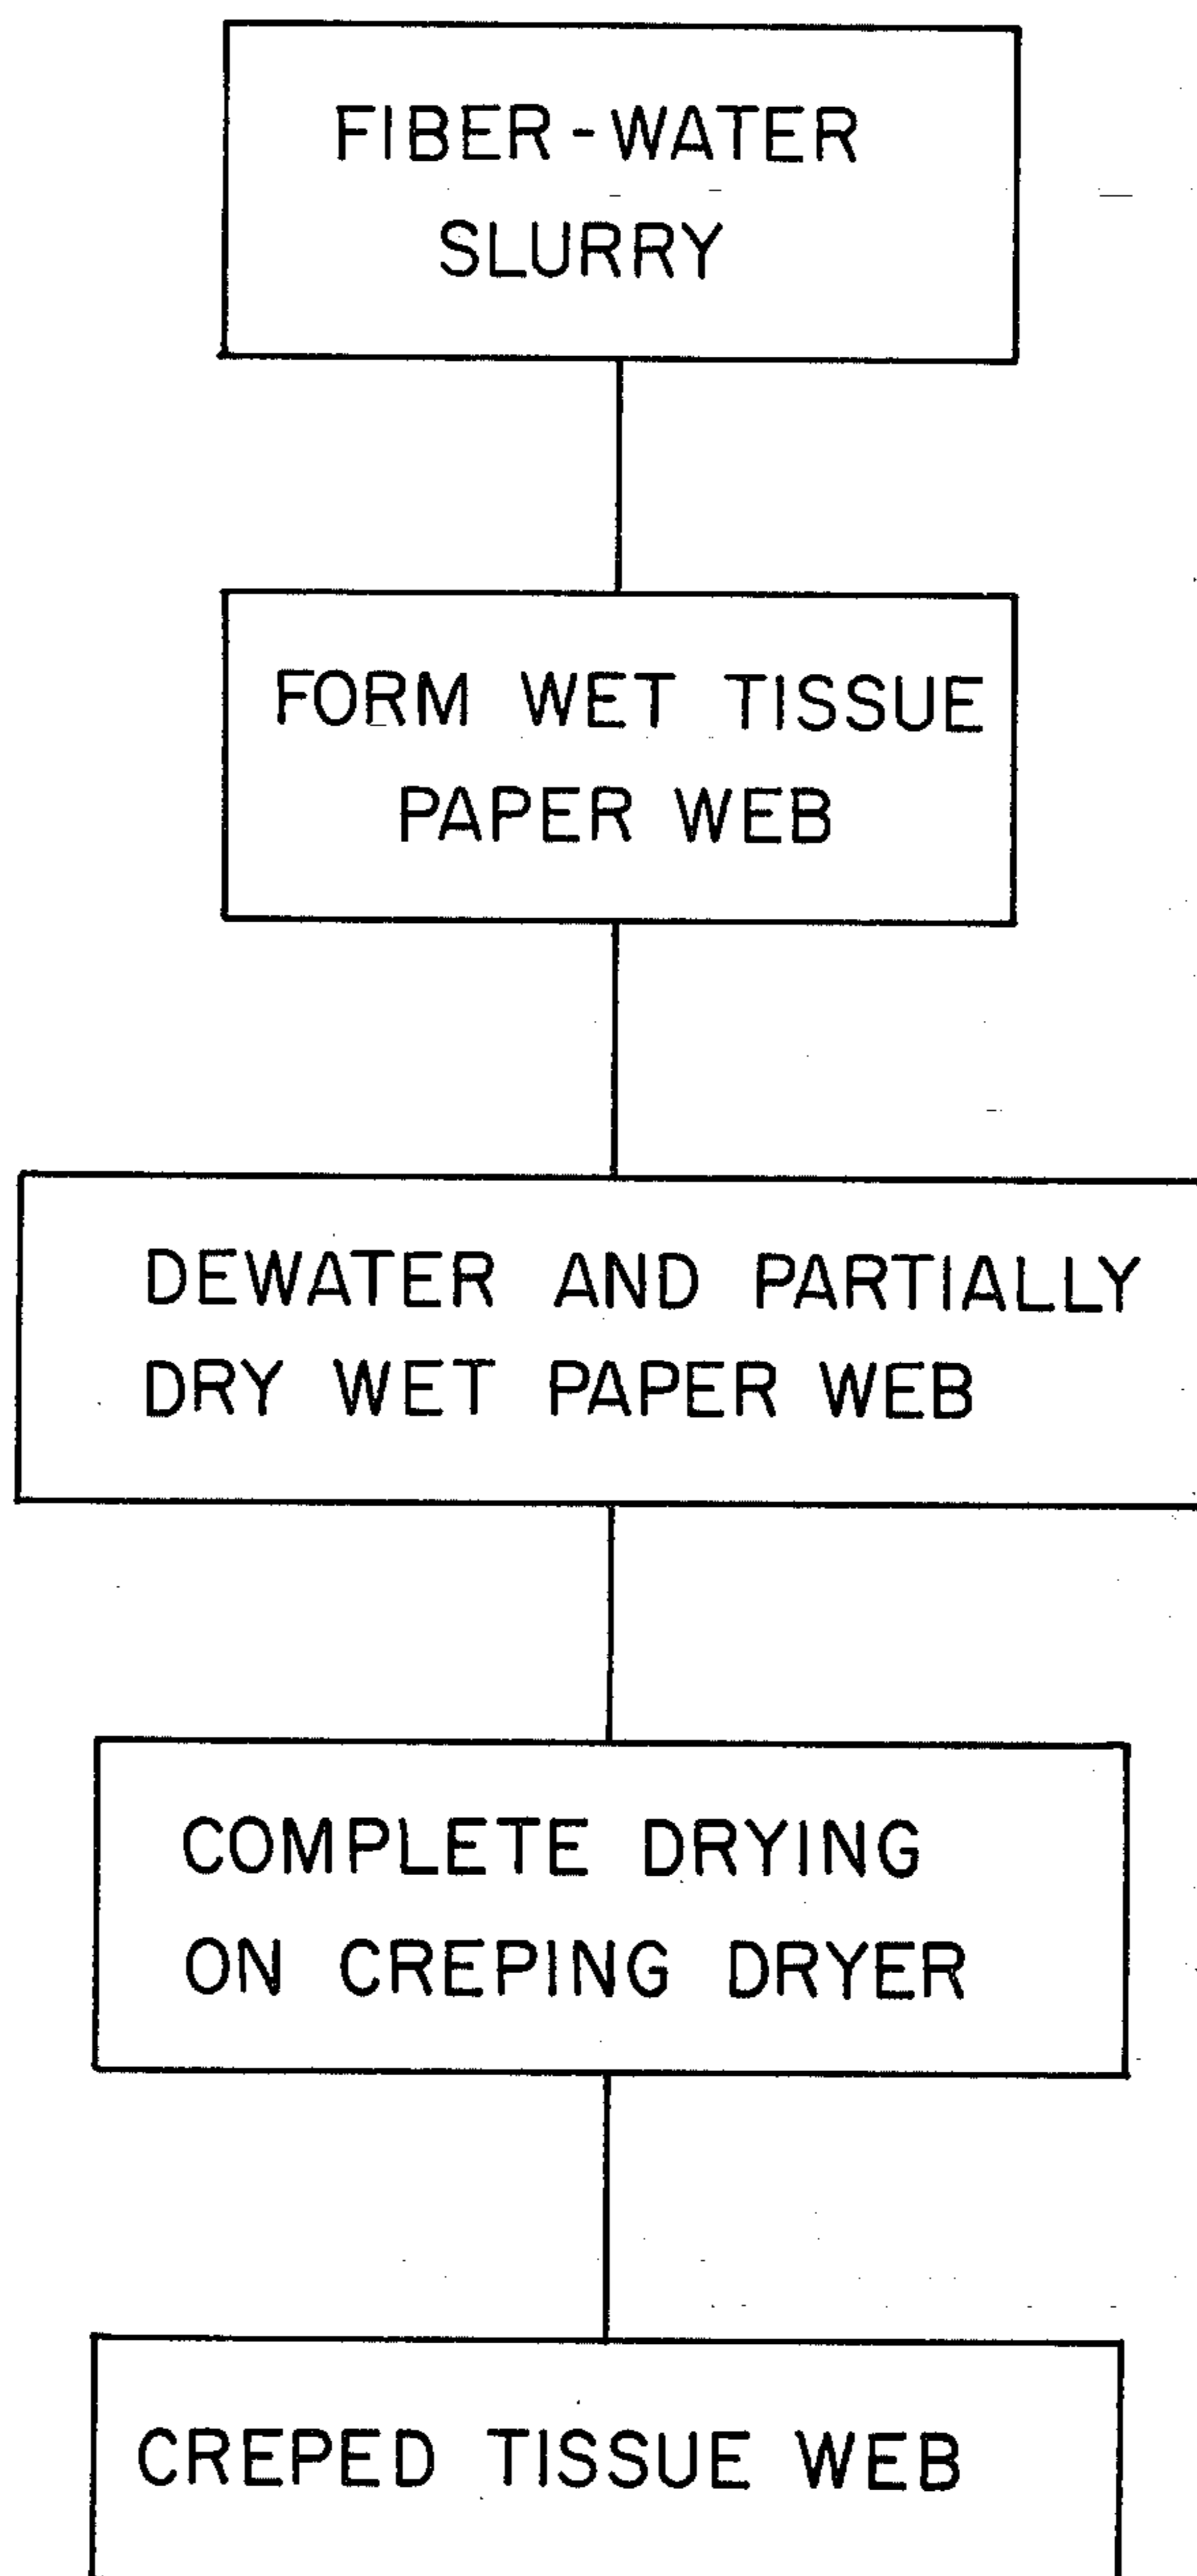 FIBER-WATER
SLURRY
FORM WET TISSUE
PAPER WEB
DEWATER AND PARTIALLY
DRY WET PAPER WEB
COMPLETE DRYING
ON CREPING DRYER
CREPED TISSUE WEB